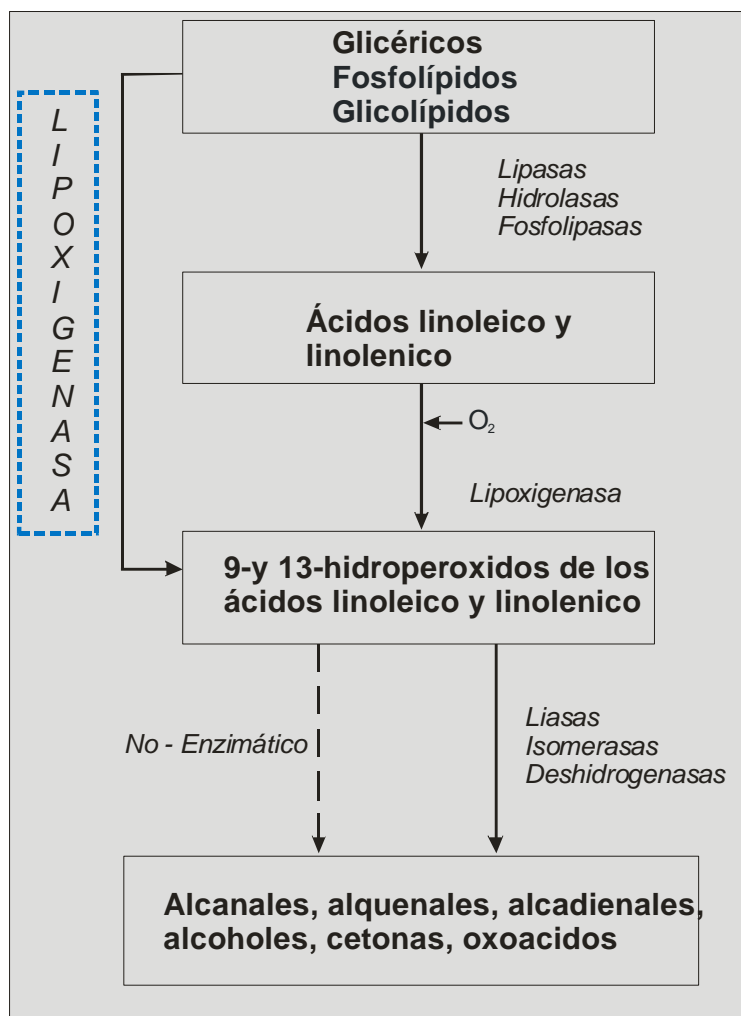 Glicéricos
Fosfolípidos
Glicolípidos
LIPOXIGENASA
Lipasas
Hidrolasas
Fosfolipasas
Ácidos linoleico y
linolenico
O₂
Lipoxigenasa
9-y 13-hidroperoxidos de los
ácidos linoleico y linolenico
No - Enzimático
Liasas
Isomerasas
Deshidrogenasas
Alcanales, alquenales, alcadienales,
alcoholes, cetonas, oxoacidos